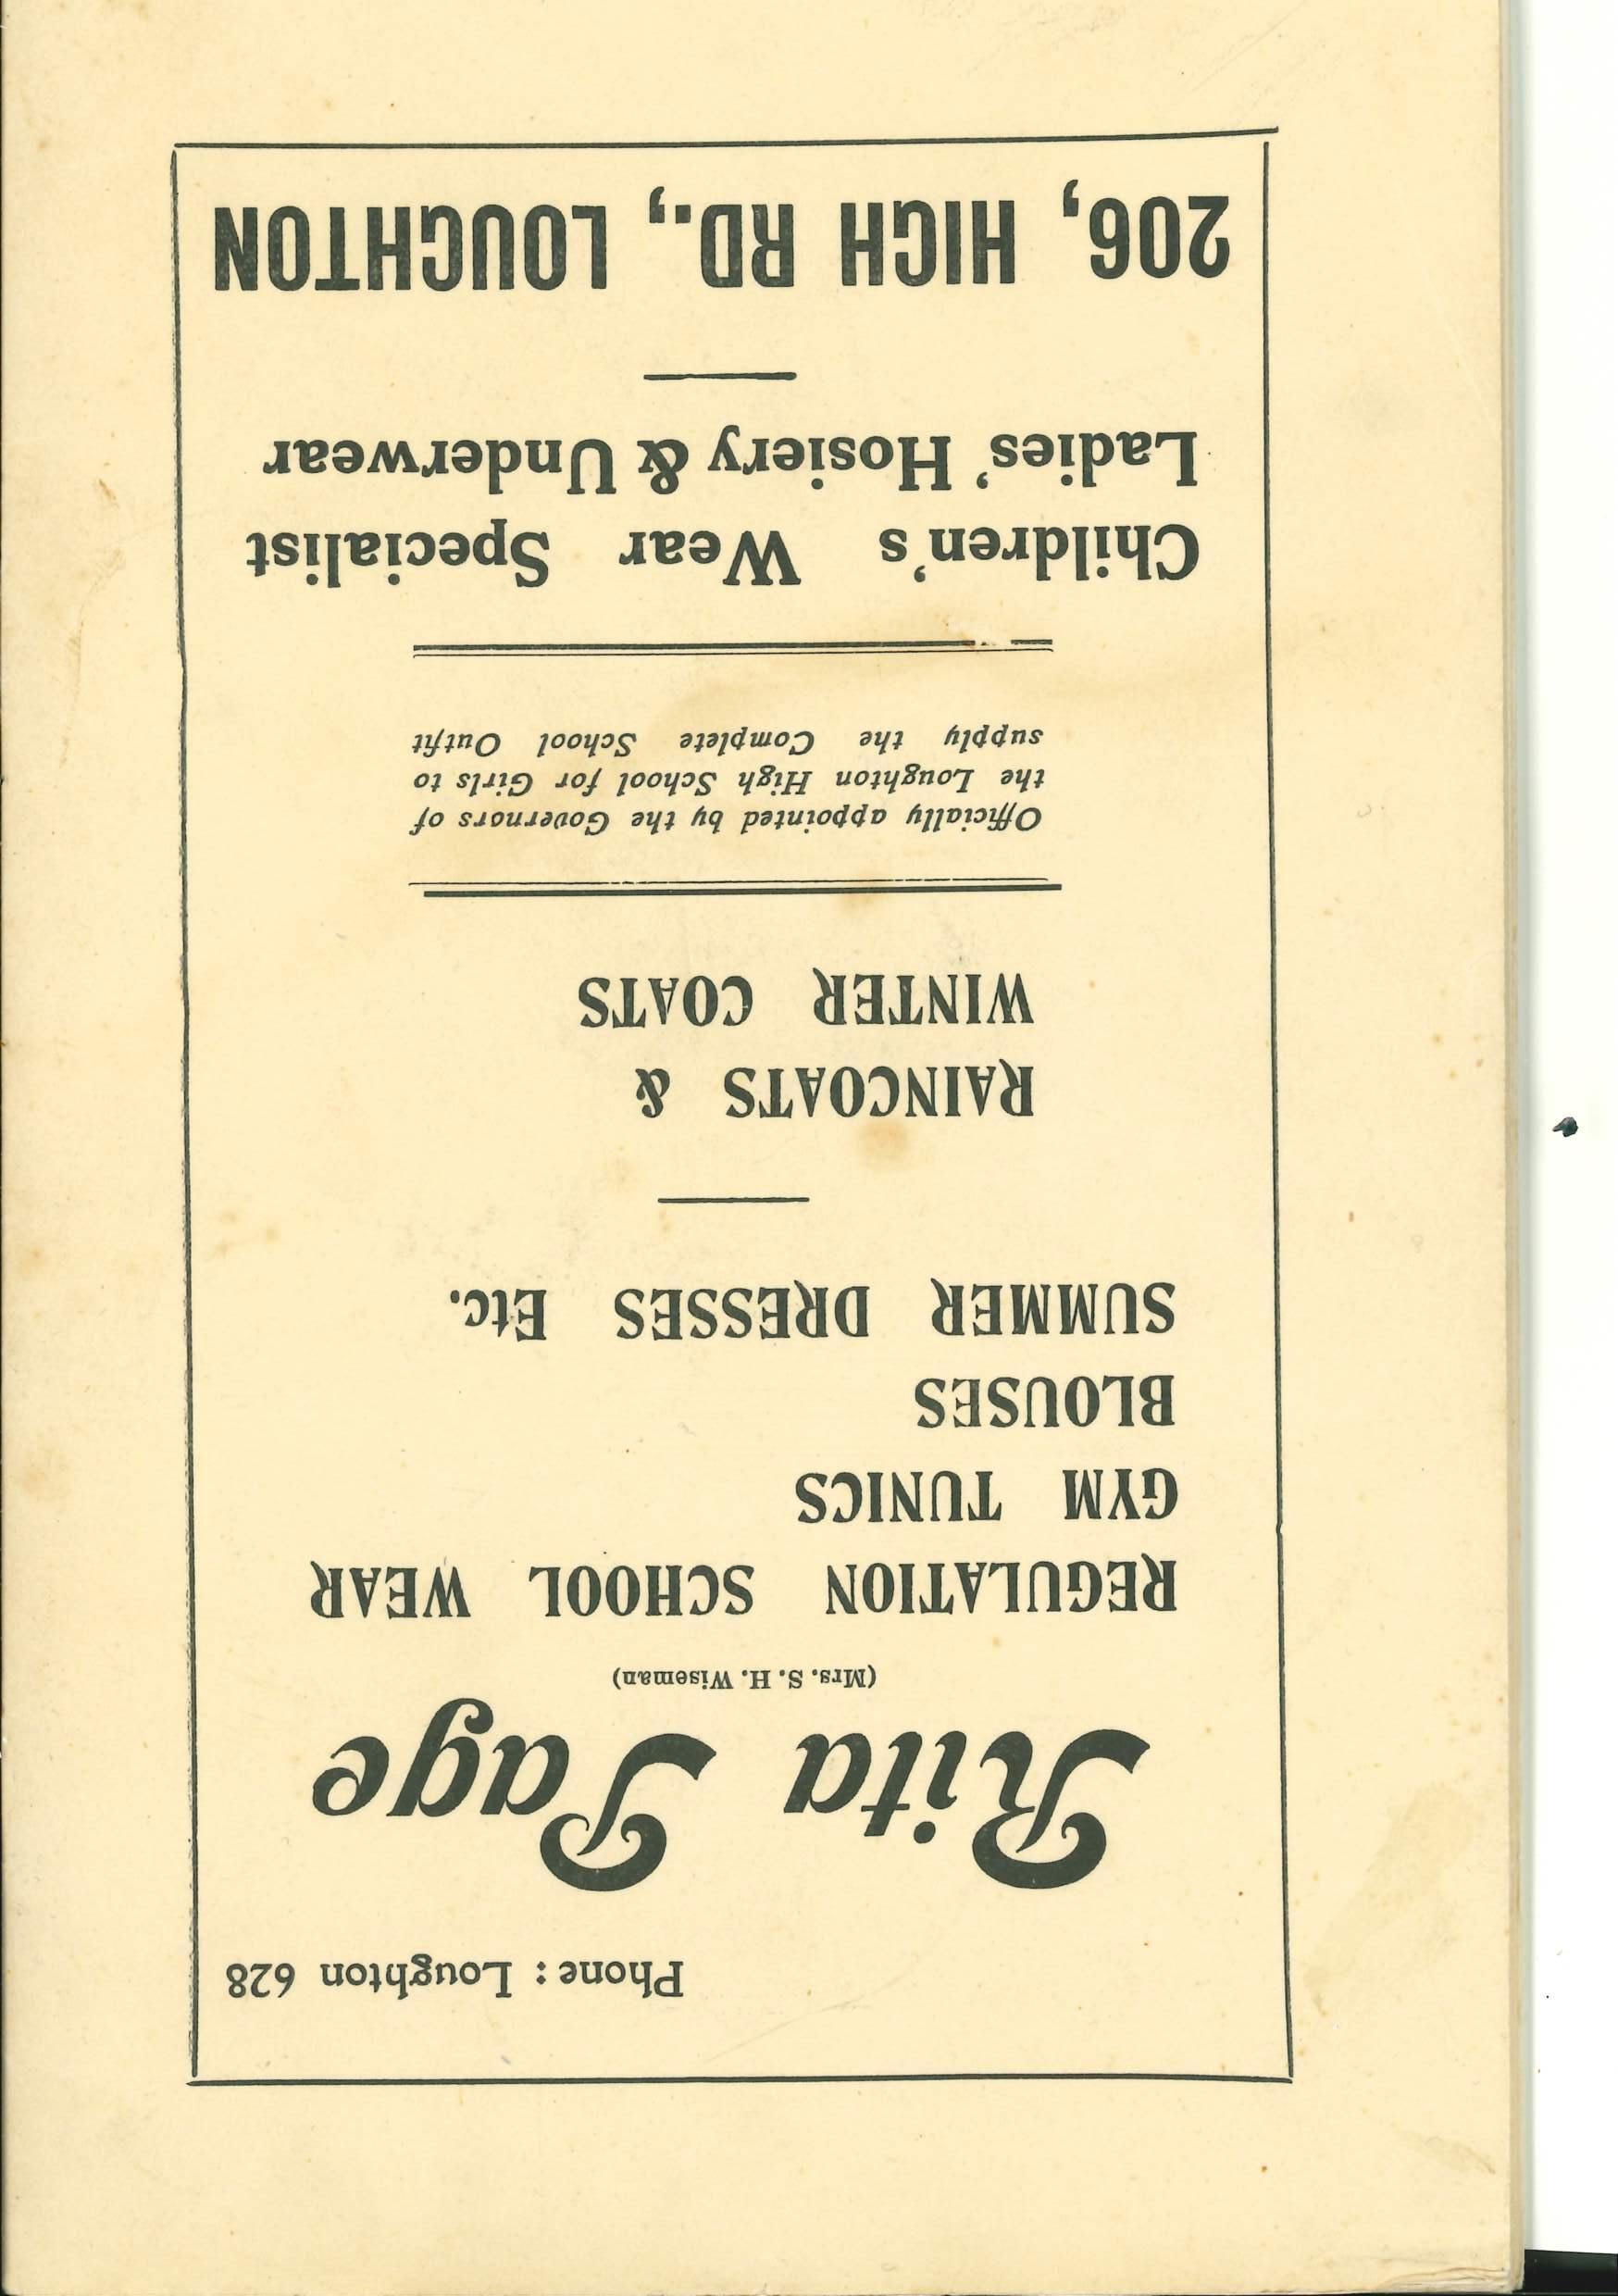 Phone: Loughton 628
Rita Page
(Mrs. S. H. Wiseman)
REGULATION SCHOOL WEAR
GYM TUNICS
BLOUSES
SUMMER DRESSES Etc.
RAINCOATS &
WINTER COATS
Officially appointed by the Governors of
the Loughton High School for Girls to
supply the Complete School Outfit
Children's Wear Specialist
Ladies' Hosiery & Underwear
206, HIGH RD., LOUGHTON